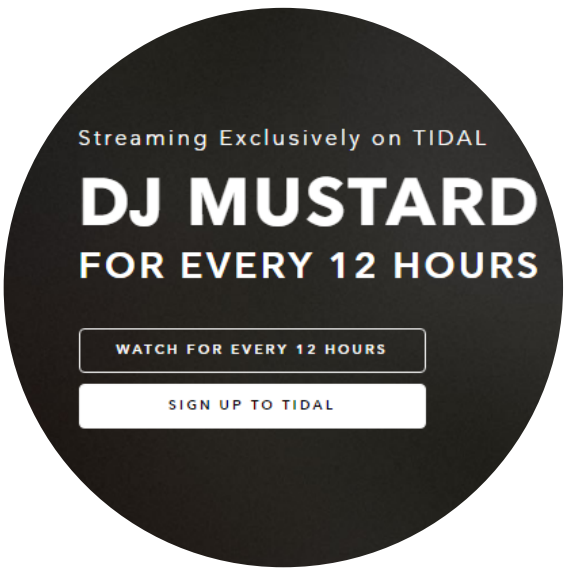 Streaming Exclusively on TIDAL
DJ MUSTARD
FOR EVERY 12 HOURS
WATCH FOR EVERY 12 HOURS
SIGN UP TO TIDAL